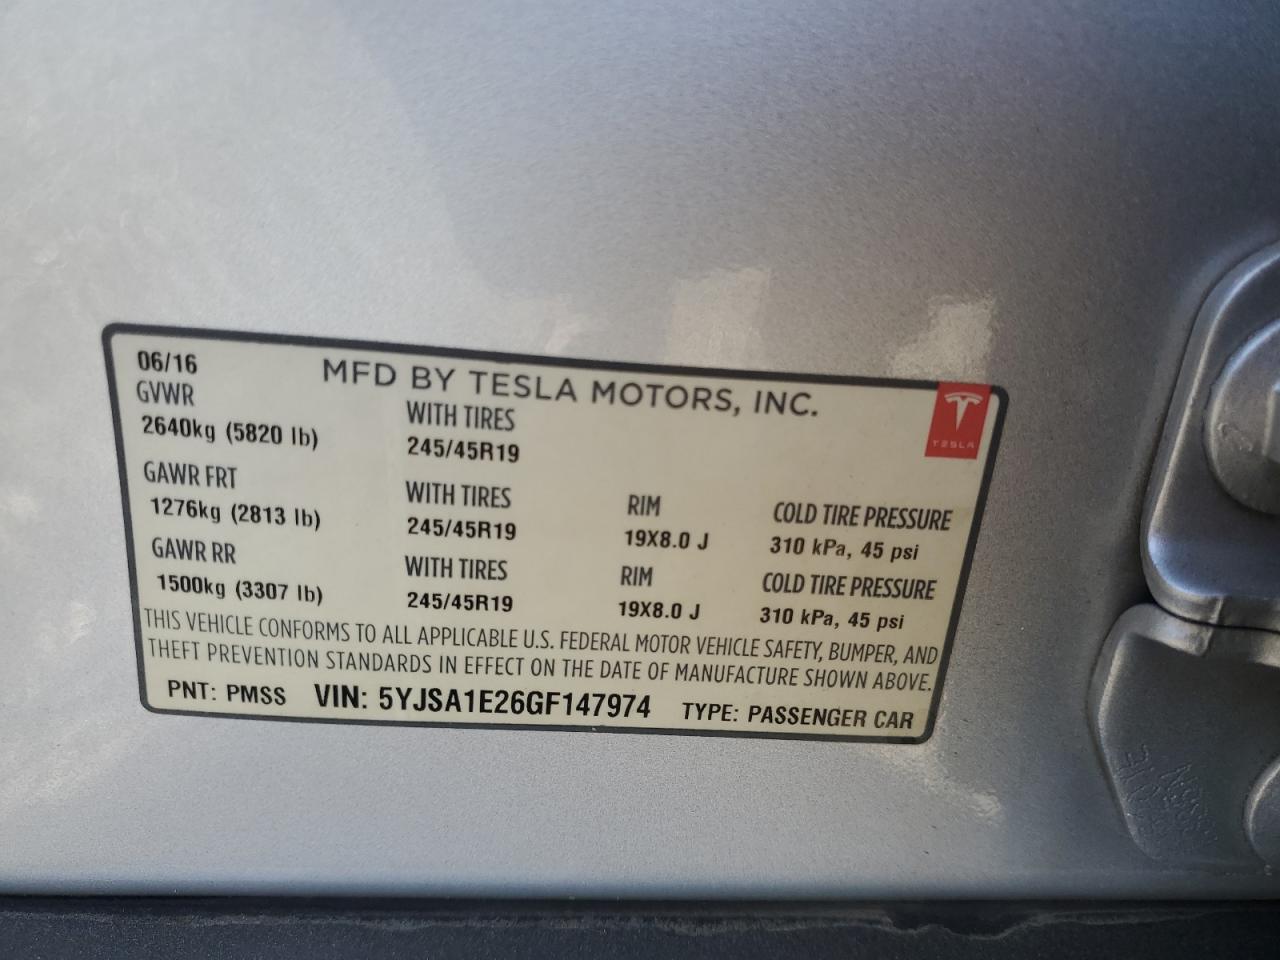 06/16 MFD BY TESLA MOTORS, INC.
GVWR WITH TIRES
2640kg (5820 lb) 245/45R19
TESLA
GAWR FRT WITH TIRES RIM COLD TIRE PRESSURE
1276kg (2813 lb) 245/45R19 19X8.0 J 310 kPa, 45 psi
GAWR RR WITH TIRES RIM COLD TIRE PRESSURE
1500kg (3307 lb) 245/45R19 19X8.0 J 310 kPa, 45 psi
THIS VEHICLE CONFORMS TO ALL APPLICABLE U.S. FEDERAL MOTOR VEHICLE SAFETY, BUMPER, AND
THEFT PREVENTION STANDARDS IN EFFECT ON THE DATE OF MANUFACTURE SHOWN ABOVE.
PNT: PMSS VIN: 5YJSA1E26GF147974 TYPE: PASSENGER CAR